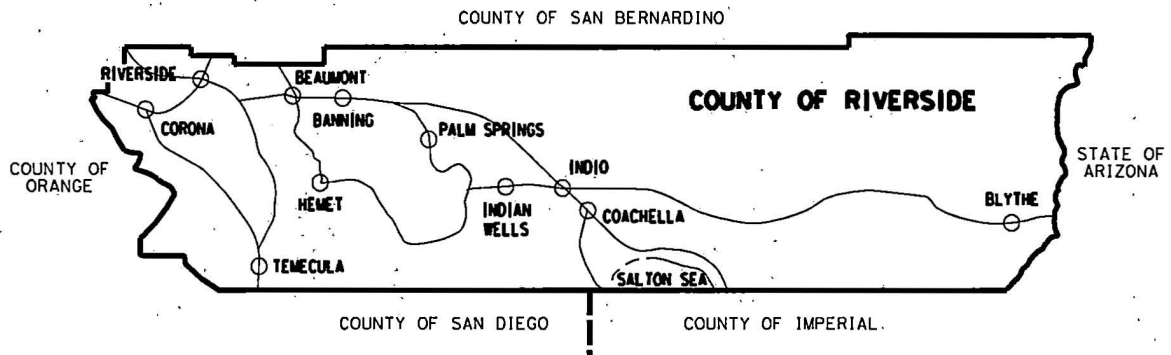 COUNTY OF SAN BERNARDINO
RIVERSIDE
BEAUMONT
COUNTY OF RIVERSIDE
CORONA
BANNING
PALM SPRINGS
COUNTY OF
ORANGE
STATE OF
ARIZONA
HEMET
INDIAN
WELLS
INDIO
COACHELLA
BLYTHE
TEMECULA
SALTON SEA
COUNTY OF SAN DIEGO
COUNTY OF IMPERIAL.